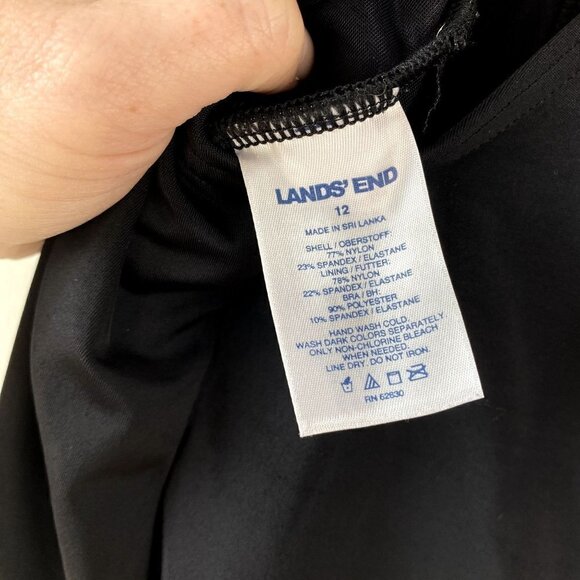 LANDS' END
12
MADE IN SRI LANKA
SHELL / OBERSTOFF:
77% NYLON
23% SPANDEX / ELASTANE
LINING / FUTTER:
78% NYLON
22% SPANDEX / ELASTANE
BRA / BH:
90% POLYESTER
10% SPANDEX / ELASTANE
HAND WASH COLD.
WASH DARK COLORS SEPARATELY.
ONLY NON-CHLORINE BLEACH
WHEN NEEDED.
LINE DRY. DO NOT IRON.
RN 62830